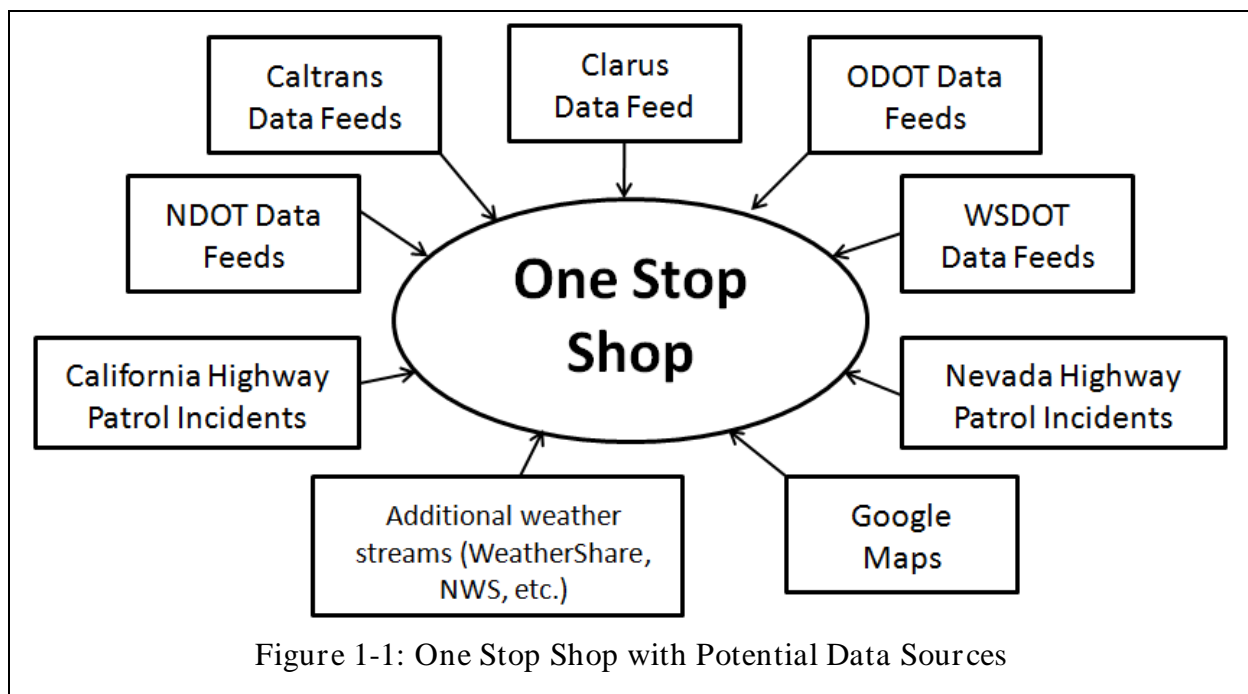 Caltrans
Data Feeds
Clarus
Data Feed
ODOT Data
Feeds
NDOT Data
Feeds
WSDOT
Data Feeds
One Stop
Shop
California Highway
Patrol Incidents
Nevada Highway
Patrol Incidents
Additional weather
streams (WeatherShare,
NWS, etc.)
Google
Maps
Figure 1-1: One Stop Shop with Potential Data Sources